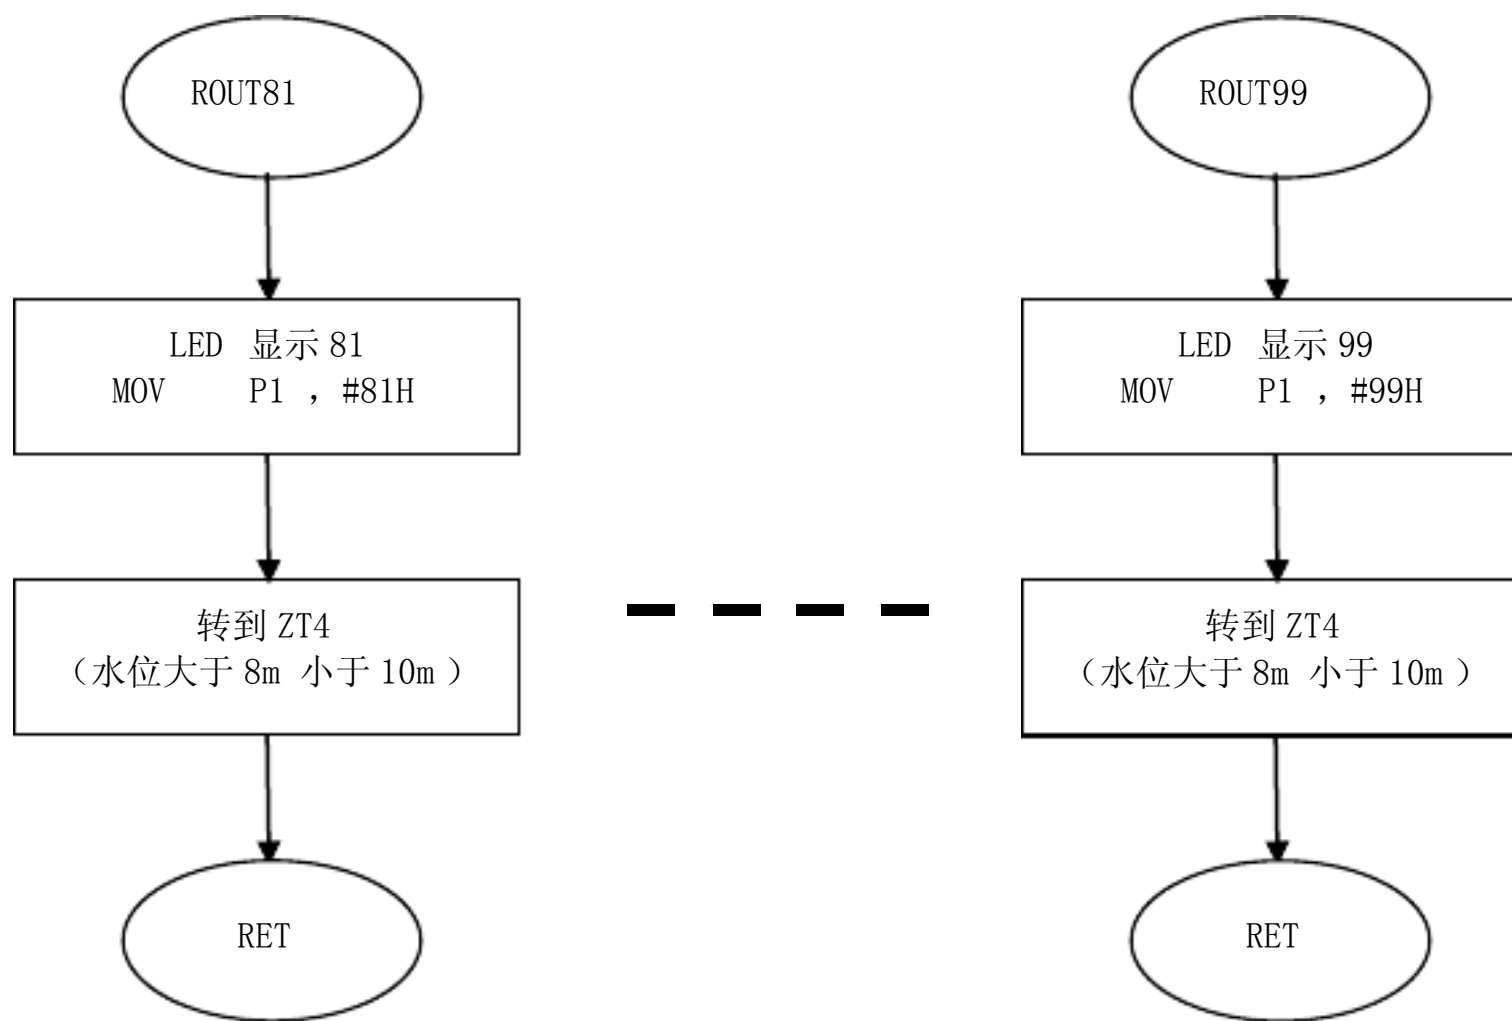 ROUT81
LED 显示 81
MOV P1 ，#81H
转到 ZT4
（水位大于 8m 小于 10m ）
RET
ROUT99
LED 显示 99
MOV P1 ，#99H
转到 ZT4
（水位大于 8m 小于 10m ）
RET